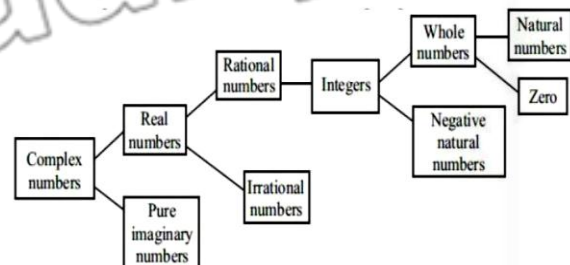 Complex
numbers
Real
numbers
Pure
imaginary
numbers
Rational
numbers
Irrational
numbers
Integers
Whole
numbers
Negative
natural
numbers
Natural
numbers
Zero